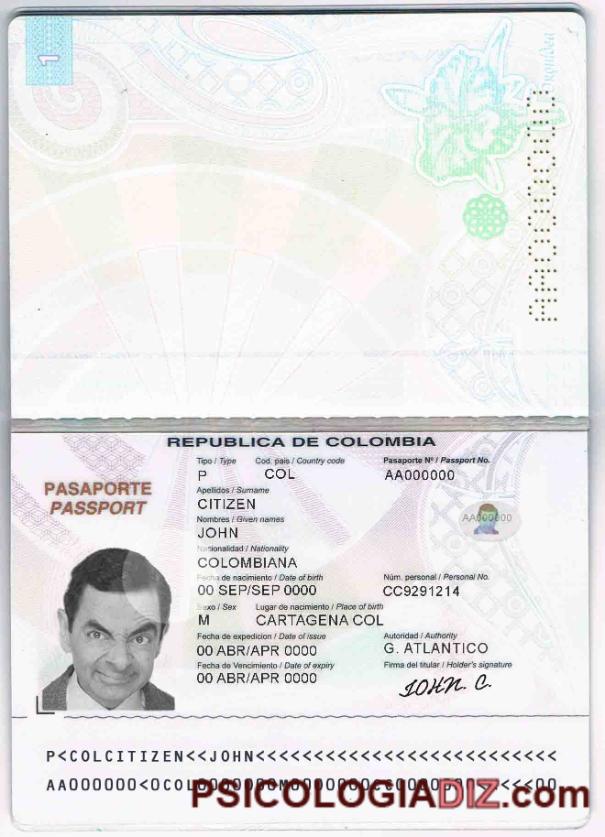 1
AA000000
REPUBLICA DE COLOMBIA
PASAPORTE
PASSPORT
Tipo / Type Cod. país / Country code Pasaporte Nº / Passport No.
P COL AA000000
Apellidos / Surname
CITIZEN
AA000000
Nombres / Given names
JOHN
Nacionalidad / Nationality
COLOMBIANA
Fecha de nacimiento / Date of birth Núm. personal / Personal No.
00 SEP/SEP 0000 CC9291214
Sexo / Sex Lugar de nacimiento / Place of birth
M CARTAGENA COL
Fecha de expedicion / Date of issue Autoridad / Authority
00 ABR/APR 0000 G. ATLANTICO
Fecha de Vencimiento / Date of expiry Firma del titular / Holder's signature
00 ABR/APR 0000 JOHN. C.
P<COLCITIZEN<<JOHN<<<<<<<<<<<<<<<<<<<<<<<<<<
PSICOLOGIADIZ.com